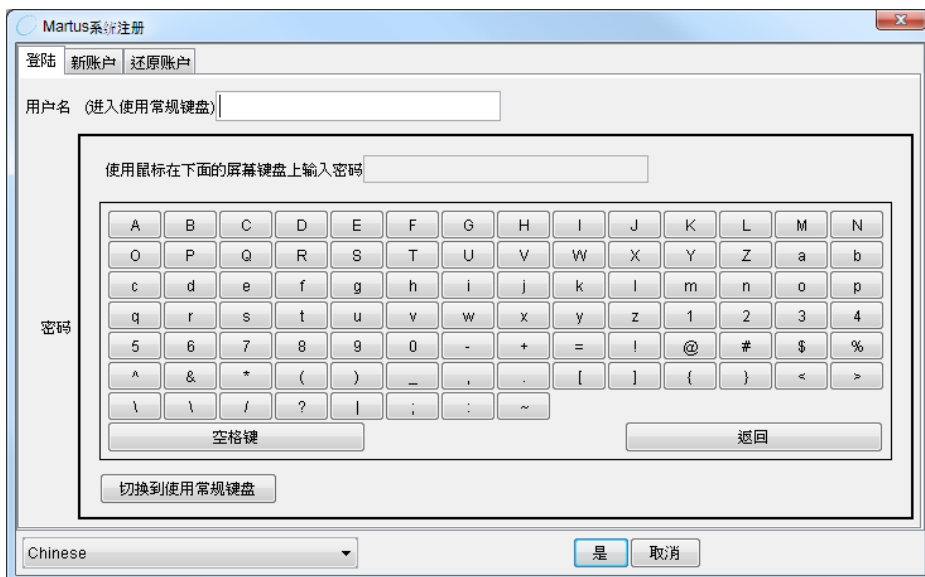 Martus系统注册
登陆 新账户 还原账户
用户名 (进入使用常规键盘)
使用鼠标在下面的屏幕键盘上输入密码
A B C D E F G H I J K L M N
O P Q R S T U V W X Y Z a b
c d e f g h i j k l m n o p
密码
q r s t u v w x y z 1 2 3 4
5 6 7 8 9 0 - + = ! @ # $ %
^ & * ( ) _ , . [ ] { } < >
\ \ / ? | ; : ~
空格键 返回
切换到使用常规键盘
Chinese 是 取消